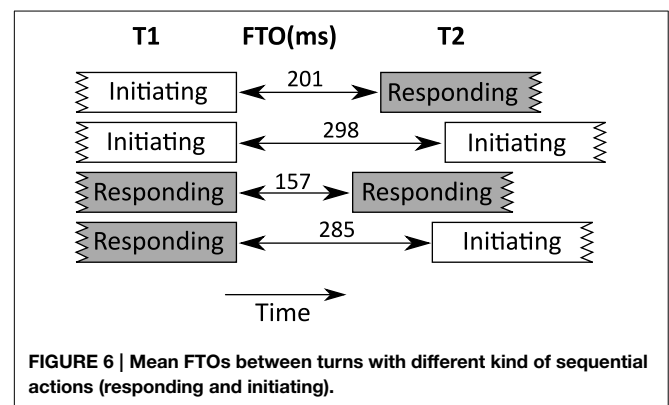 T1 FTO(ms) T2
Initiating 201 Responding
Initiating 298 Initiating
Responding 157 Responding
Responding 285 Initiating
Time
FIGURE 6 | Mean FTOs between turns with different kind of sequential
actions (responding and initiating).